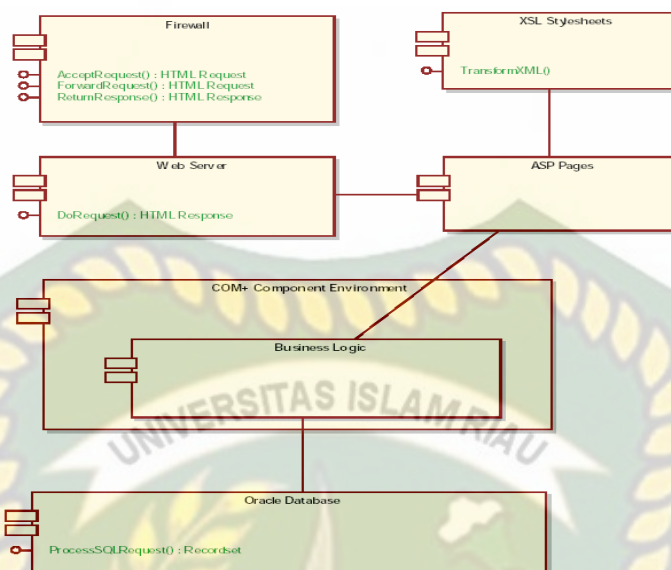 Firewall
AcceptRequest() : HTML Request
ForwardRequest() : HTML Request
ReturnResponse() : HTML Response
XSL Stylesheets
TransformXML()
Web Server
DoRequest() : HTML Response
ASP Pages
COM+ Component Environment
Business Logic
UNIVERSITAS ISLAM RIAU
Oracle Database
ProcessSQLRequest() : Recordset